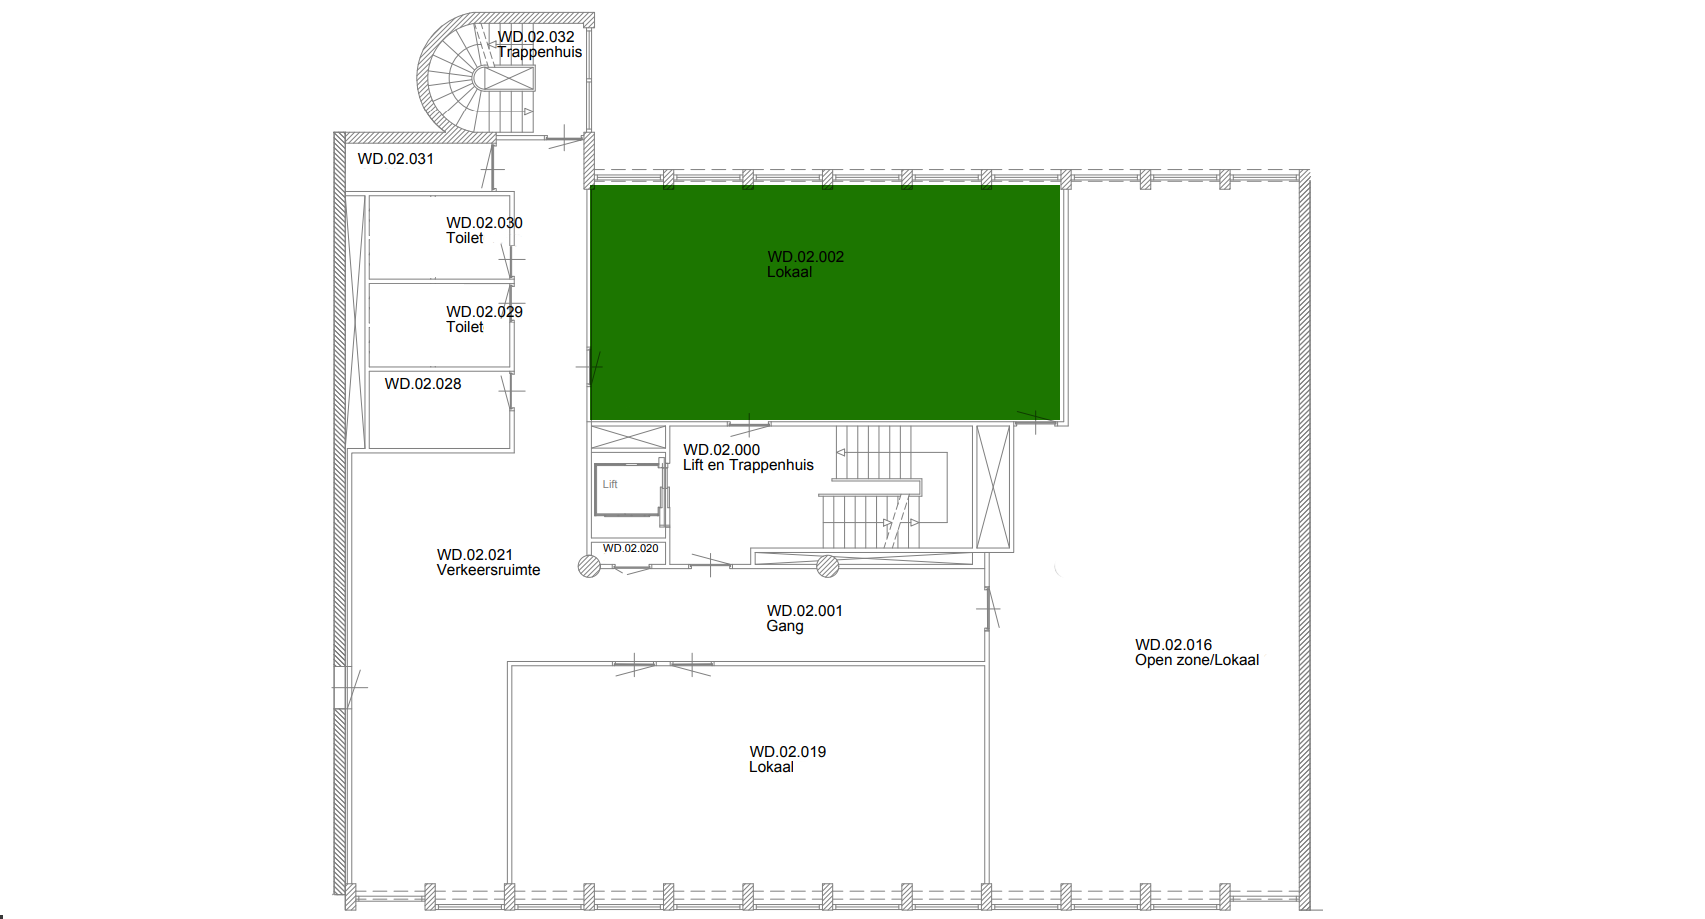 WD.02.032
Trappenhuis
WD.02.031
WD.02.030
Toilet
WD.02.002
Lokaal
WD.02.029
Toilet
WD.02.028
WD.02.000
Lift en Trappenhuis
Lift
WD.02.020
WD.02.021
Verkeersruimte
WD.02.001
Gang
WD.02.016
Open zone/Lokaal
WD.02.019
Lokaal